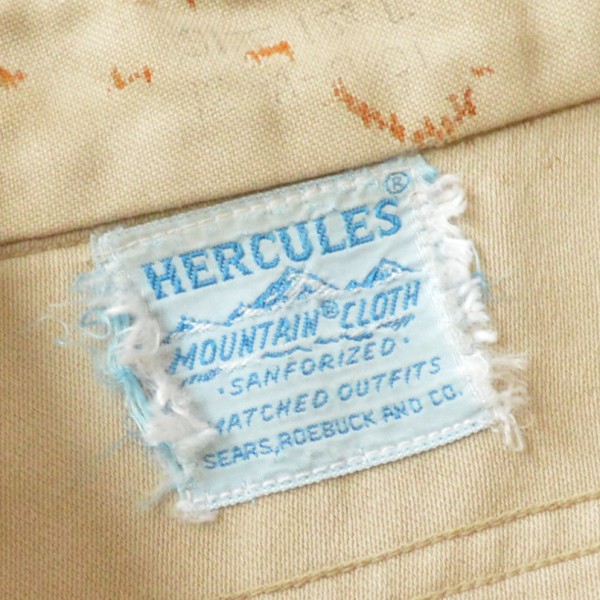 HERCULES®
MOUNTAIN® CLOTH
·SANFORIZED·
MATCHED OUTFITS
SEARS, ROEBUCK AND CO.